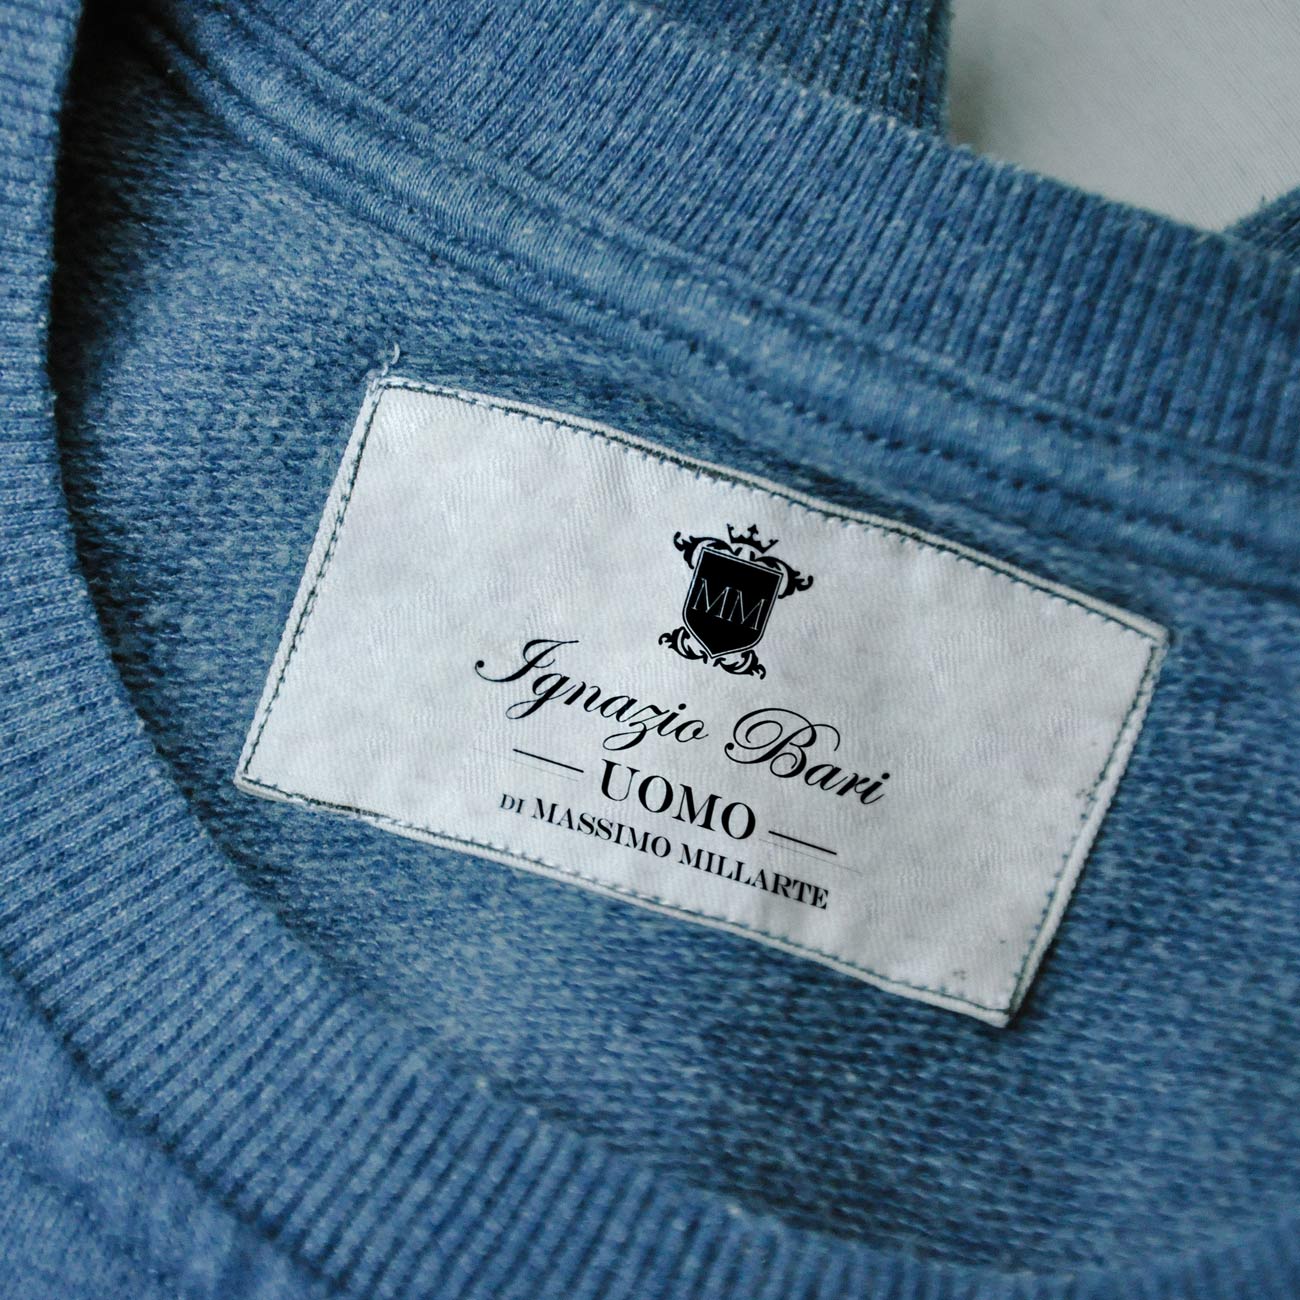 MM
Ignazio Bari
UOMO
DI MASSIMO MILLARTE